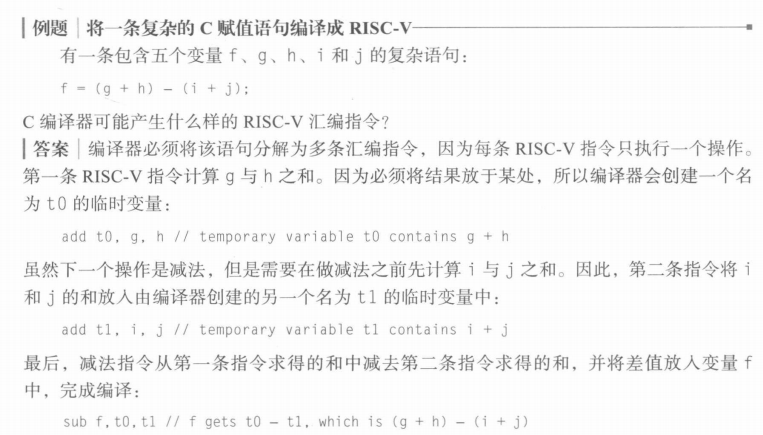 例题 | 将一条复杂的 C 赋值语句编译成 RISC-V
有一条包含五个变量 f、g、h、i 和 j 的复杂语句：
f = (g + h) – (i + j);
C 编译器可能产生什么样的 RISC-V 汇编指令？
答案 | 编译器必须将该语句分解为多条汇编指令，因为每条 RISC-V 指令只执行一个操作。
第一条 RISC-V 指令计算 g 与 h 之和。因为必须将结果放于某处，所以编译器会创建一个名
为 t0 的临时变量：
add t0, g, h // temporary variable t0 contains g + h
虽然下一个操作是减法，但是需要在做减法之前先计算 i 与 j 之和。因此，第二条指令将 i
和 j 的和放入由编译器创建的另一个名为 t1 的临时变量中：
add t1, i, j // temporary variable t1 contains i + j
最后，减法指令从第一条指令求得的和中减去第二条指令求得的和，并将差值放入变量 f
中，完成编译：
sub f,t0,t1 // f gets t0 – t1, which is (g + h) – (i + j)